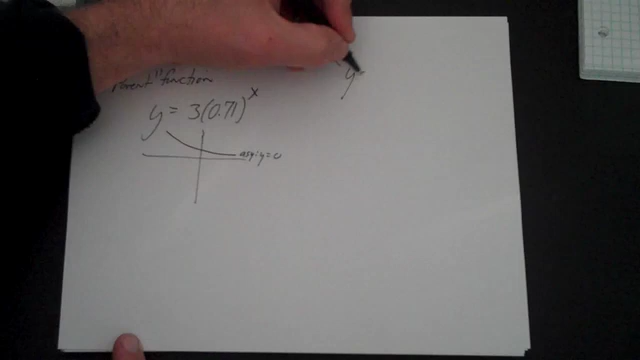 "Parent" function
y = 3(0.71)^x
asy: y = 0
y